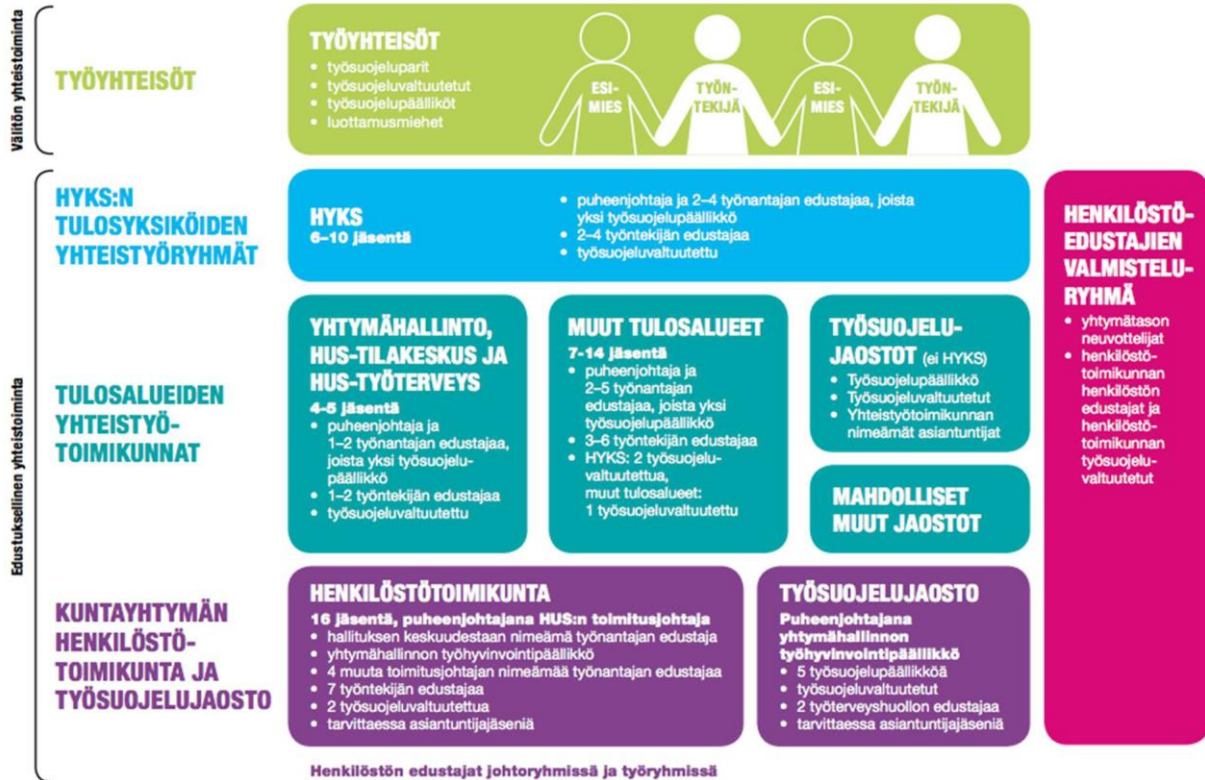 Välitön yhteistoiminta
TYÖYHTEISÖT
TYÖYHTEISÖT
• työsuojeluparit
• työsuojeluvaltuutetut
• työsuojelupäälliköt
• luottamusmiehet
ESI-
MIES
TYÖN-
TEKIJÄ
ESI-
MIES
TYÖN-
TEKIJÄ
Edustuksellinen yhteistoiminta
HYKS:N
TULOSYKSIKÖIDEN
YHTEISTYÖRYHMÄT
HYKS
6–10 jäsentä
• puheenjohtaja ja 2–4 työnantajan edustajaa, joista
yksi työsuojelupäällikkö
• 2–4 työntekijän edustajaa
• työsuojeluvaltuutettu
TULOSALUEIDEN
YHTEISTYÖ-
TOIMIKUNNAT
YHTYMÄHALLINTO,
HUS-TILAKESKUS JA
HUS-TYÖTERVEYS
4-5 jäsentä
• puheenjohtaja ja
1–2 työnantajan edustajaa,
joista yksi työsuojelu-
päällikkö
• 1–2 työntekijän edustajaa
• työsuojeluvaltuutettu
MUUT TULOSALUEET
7-14 jäsentä
• puheenjohtaja ja
2–5 työnantajan
edustajaa, joista yksi
työsuojelupäällikkö
• 3–6 työntekijän edustajaa
• HYKS: 2 työsuojelu-
valtuutettua,
muut tulosalueet:
1 työsuojeluvaltuutettu
TYÖSUOJELU-
JAOSTOT (ei HYKS)
• Työsuojelupäällikkö
• Työsuojeluvaltuutetut
• Yhteistyötoimikunnan
nimeämät asiantuntijat
MAHDOLLISET
MUUT JAOSTOT
KUNTAYHTYMÄN
HENKILÖSTÖ-
TOIMIKUNTA JA
TYÖSUOJELUJAOSTO
HENKILÖSTÖTOIMIKUNTA
16 jäsentä, puheenjohtajana HUS:n toimitusjohtaja
• hallituksen keskuudestaan nimeämä työnantajan edustaja
• yhtymähallinnon työhyvinvointipäällikkö
• 4 muuta toimitusjohtajan nimeämää työnantajan edustajaa
• 7 työntekijän edustajaa
• 2 työsuojeluvaltuutettua
• tarvittaessa asiantuntijajäseniä
TYÖSUOJELUJAOSTO
Puheenjohtajana
yhtymähallinnon
työhyvinvointipäällikkö
• 5 työsuojelupäällikköä
• työsuojeluvaltuutetut
• 2 työterveyshuollon edustajaa
• tarvittaessa asiantuntijajäseniä
HENKILÖSTÖ-
EDUSTAJIEN
VALMISTELU-
RYHMÄ
• yhtymätason
neuvottelijat
• henkilöstö-
toimikunnan
henkilöstön
edustajat ja
henkilöstö-
toimikunnan
työsuojelu-
valtuutetut
Henkilöstön edustajat johtoryhmissä ja työryhmissä